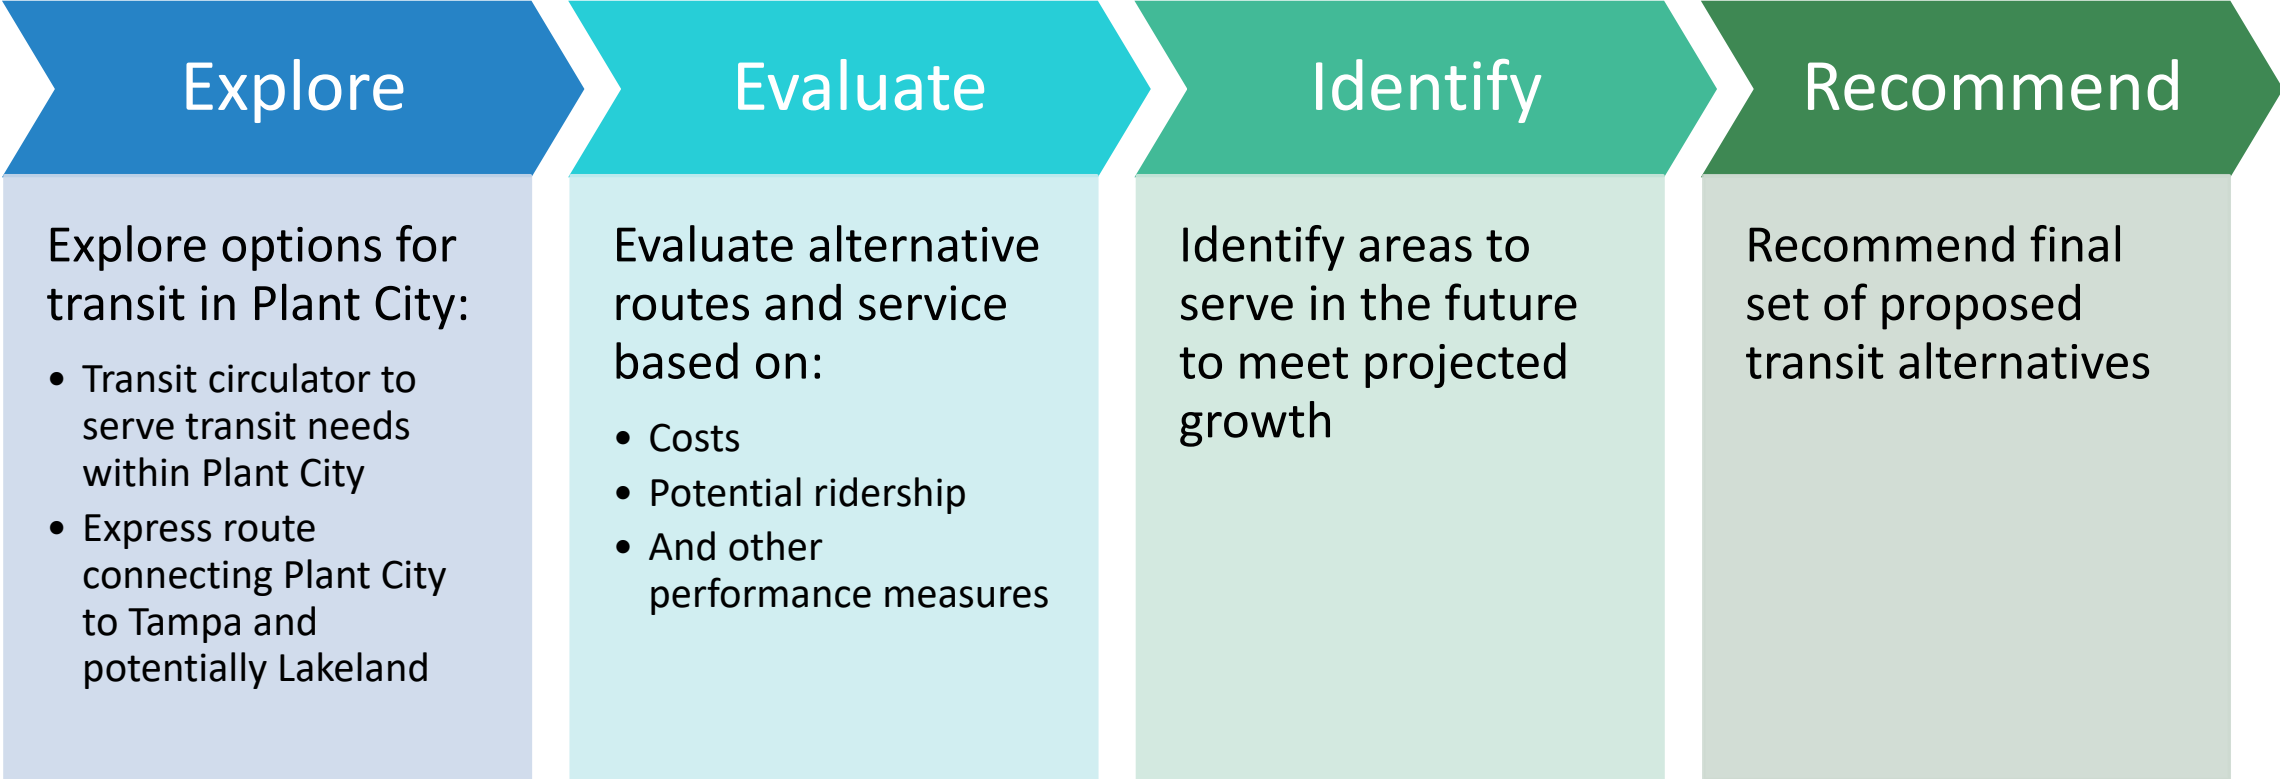 Explore
Explore options for
transit in Plant City:
• Transit circulator to
serve transit needs
within Plant City
• Express route
connecting Plant City
to Tampa and
potentially Lakeland
Evaluate
Evaluate alternative
routes and service
based on:
• Costs
• Potential ridership
• And other
performance measures
Identify
Identify areas to
serve in the future
to meet projected
growth
Recommend
Recommend final
set of proposed
transit alternatives